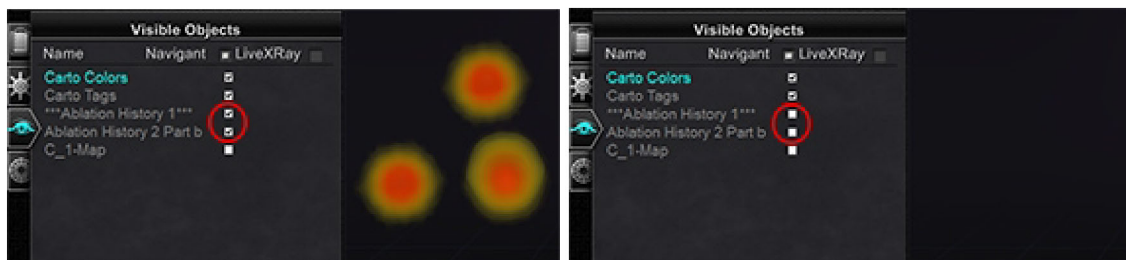 Visible Objects
Name Navigant LiveXRay
Carto Colors
Carto Tags
***Ablation History 1***
Ablation History 2 Part b
C_1-Map
Visible Objects
Name Navigant LiveXRay
Carto Colors
Carto Tags
***Ablation History 1***
Ablation History 2 Part b
C_1-Map